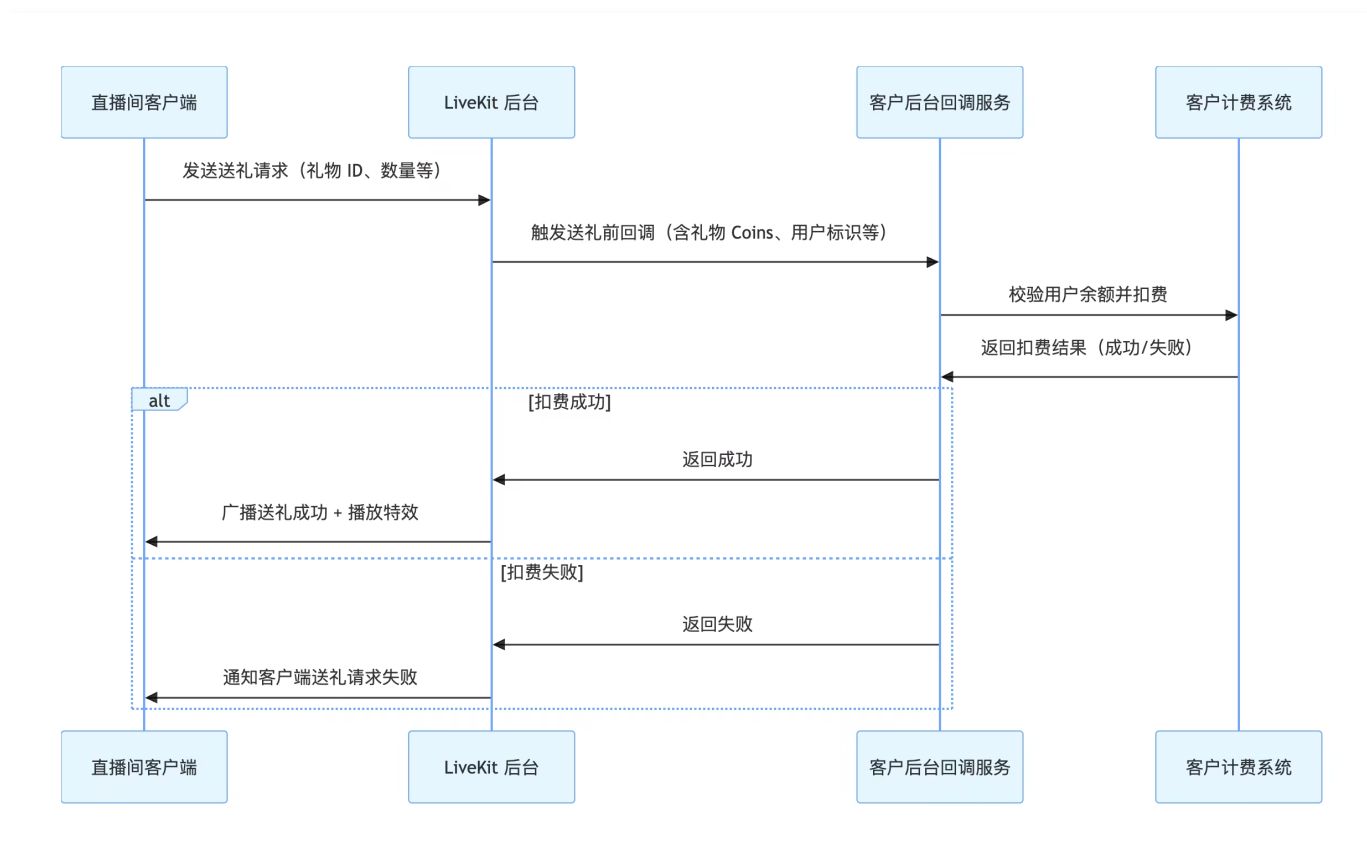 直播间客户端
LiveKit 后台
客户后台回调服务
客户计费系统
发送送礼请求（礼物 ID、数量等）
触发送礼前回调（含礼物 Coins、用户标识等）
校验用户余额并扣费
返回扣费结果（成功/失败）
alt
[扣费成功]
返回成功
广播送礼成功 + 播放特效
[扣费失败]
返回失败
通知客户端送礼请求失败
直播间客户端
LiveKit 后台
客户后台回调服务
客户计费系统